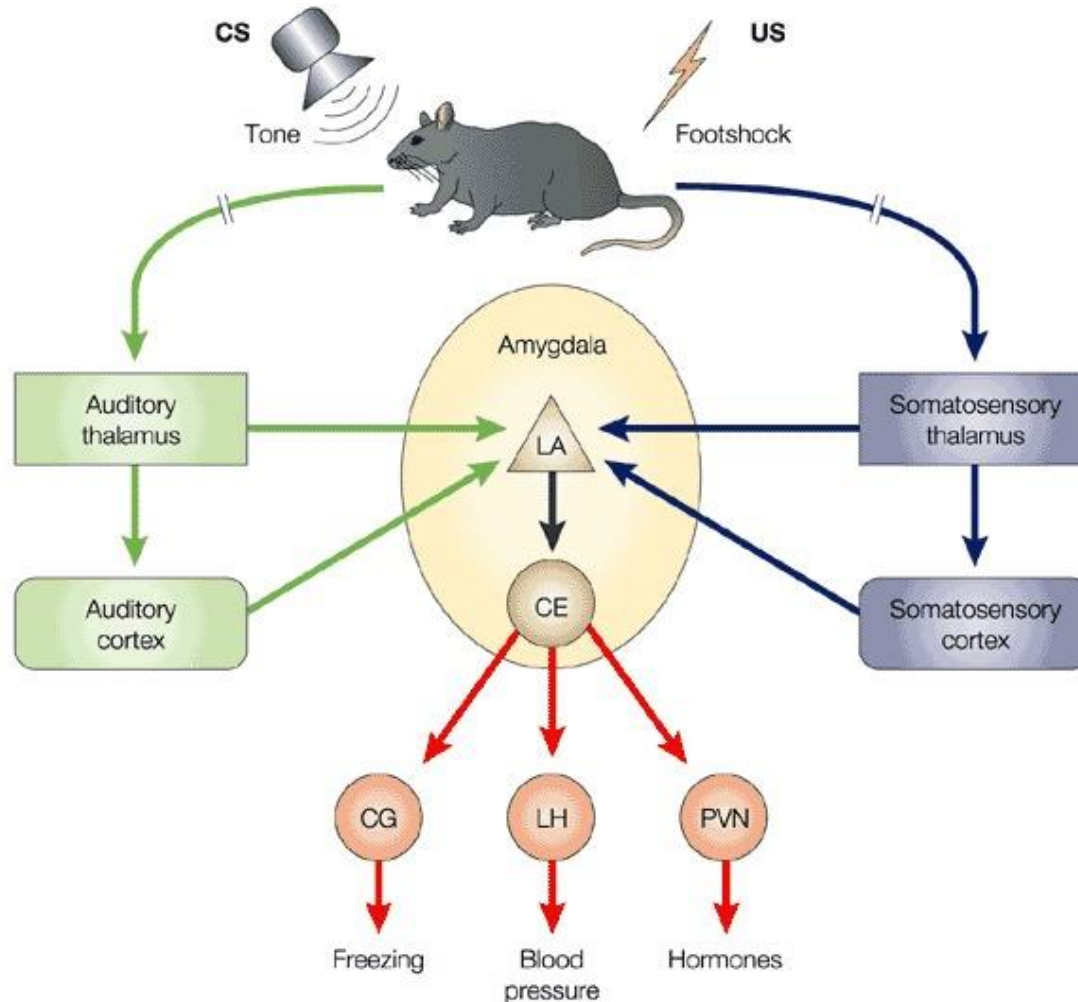 CS
US
Tone
Footshock
Amygdala
Auditory
thalamus
LA
Somatosensory
thalamus
Auditory
cortex
CE
Somatosensory
cortex
CG
LH
PVN
Freezing
Blood
pressure
Hormones